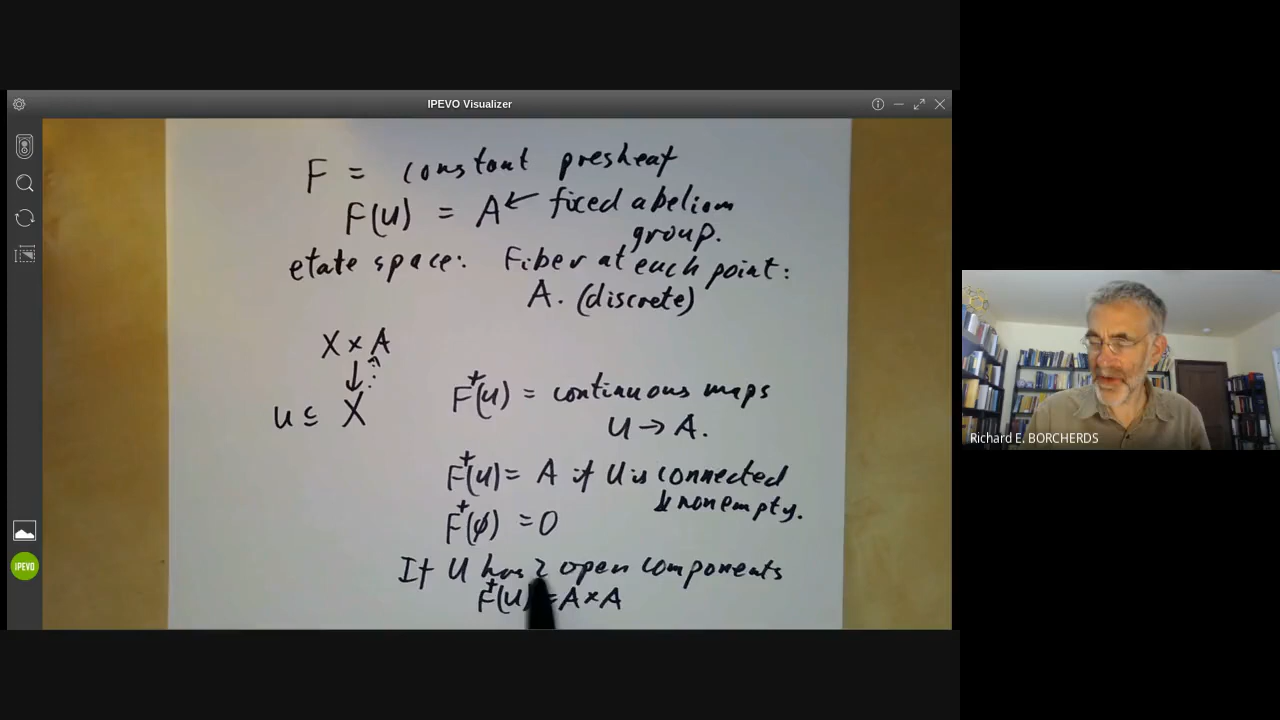 IPEVO Visualizer
F = constant presheaf
F(U) = A ← fixed abelian
group.
etale space: Fiber at each point:
A. (discrete)
X × A
↓
U ⊆ X
F⁺(U) = continuous maps
U → A.
F⁺(U) = A if U is connected
& nonempty.
F⁺(φ) = 0
If U has 2 open components
F⁺(U) = A × A
Richard E. BORCHERDS
IPEVO